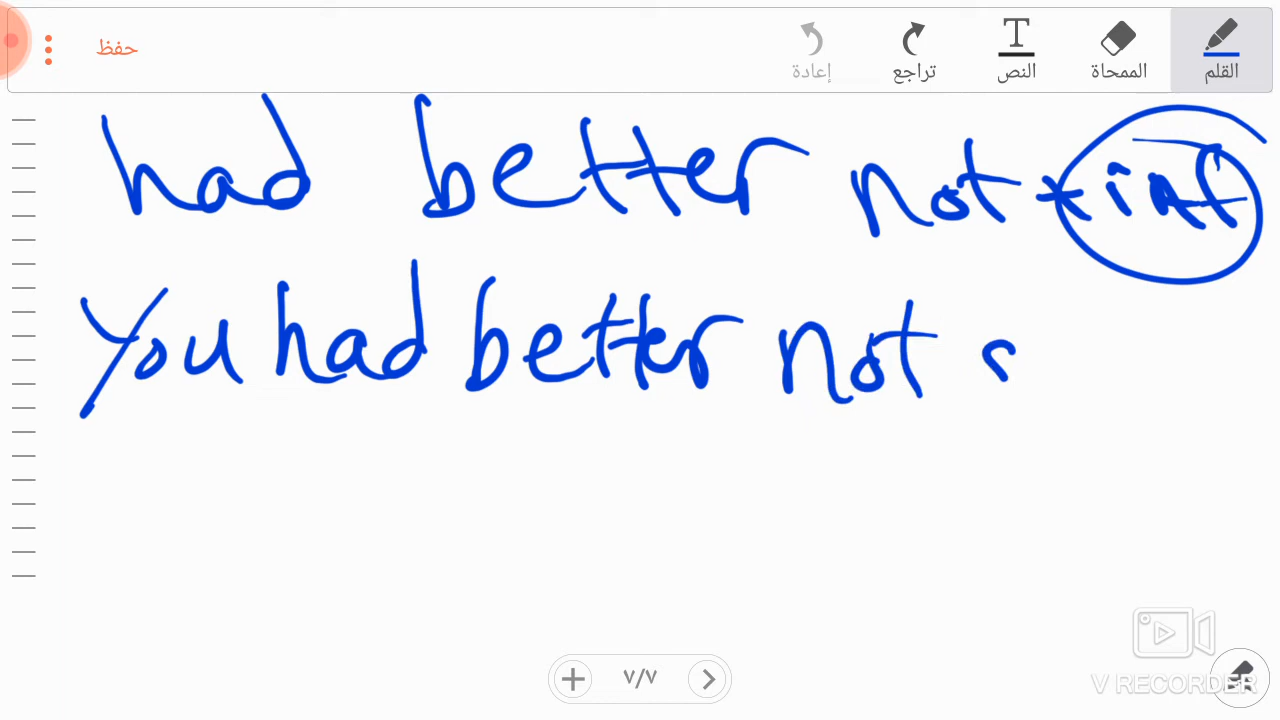 حفظ
إعادة
تراجع
النص
الممحاة
القلم
had better not + inf
You had better not
٧/٧
V RECORDER